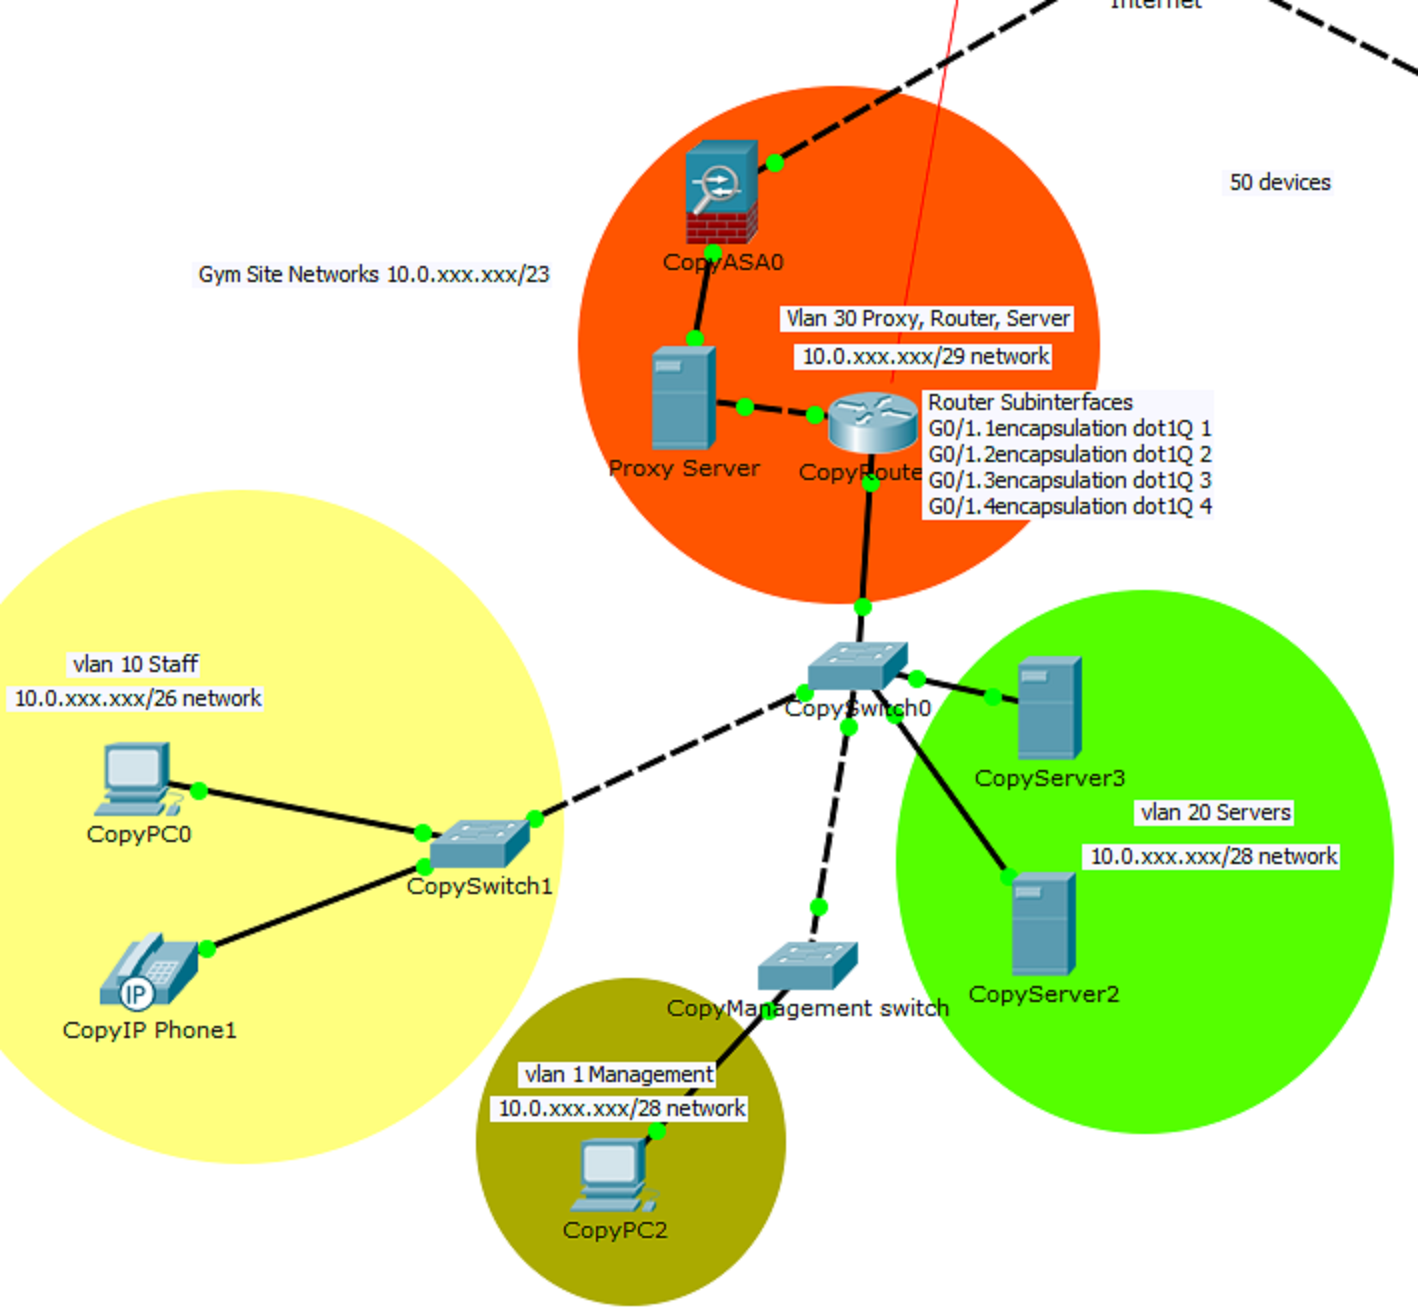 Internet
50 devices
CopyASA0
Gym Site Networks 10.0.xxx.xxx/23
Vlan 30 Proxy, Router, Server
10.0.xxx.xxx/29 network
Router Subinterfaces
G0/1.1encapsulation dot1Q 1
G0/1.2encapsulation dot1Q 2
G0/1.3encapsulation dot1Q 3
G0/1.4encapsulation dot1Q 4
Proxy Server
CopyRoute
vlan 10 Staff
10.0.xxx.xxx/26 network
CopySwitch0
CopyServer3
vlan 20 Servers
10.0.xxx.xxx/28 network
CopyPC0
CopySwitch1
CopyServer2
CopyManagement switch
IP
CopyIP Phone1
vlan 1 Management
10.0.xxx.xxx/28 network
CopyPC2